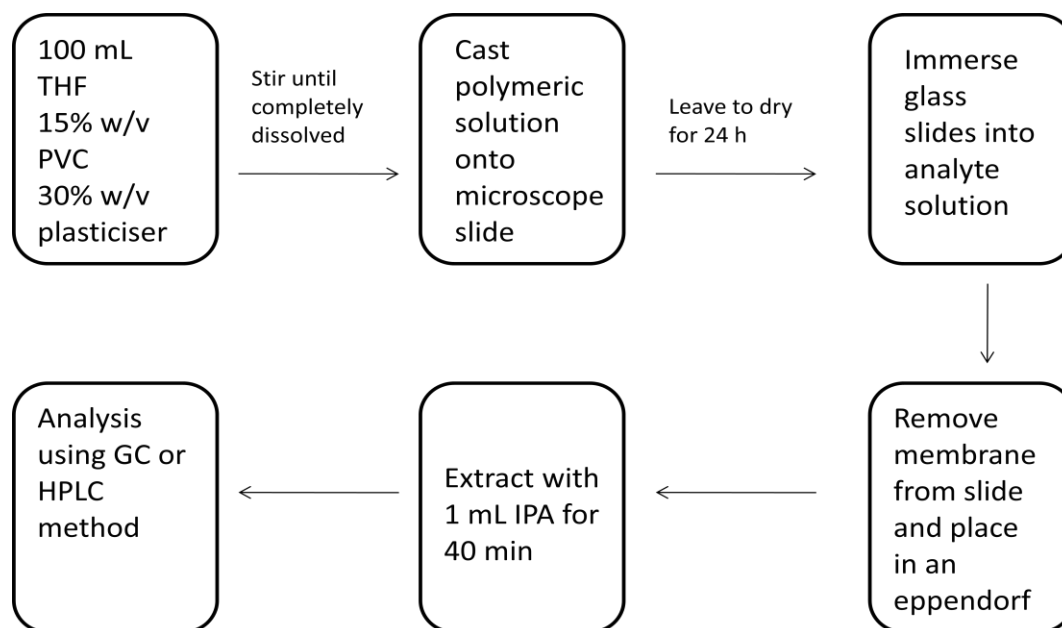 100 mL
THF
15% w/v
PVC
30% w/v
plasticiser
Stir until
completely
dissolved
Cast
polymeric
solution
onto
microscope
slide
Leave to dry
for 24 h
Immerse
glass
slides into
analyte
solution
Remove
membrane
from slide
and place
in an
eppendorf
Extract with
1 mL IPA for
40 min
Analysis
using GC or
HPLC
method